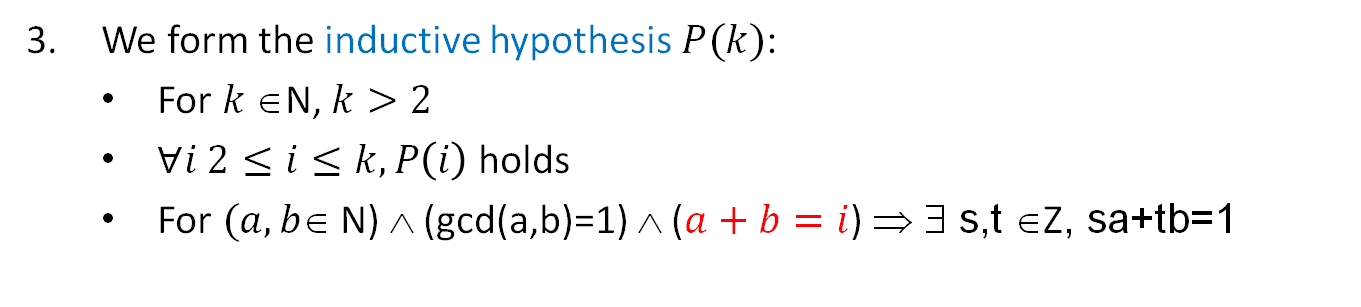 3. We form the inductive hypothesis P(k):
• For k ∈N, k > 2
• ∀i 2 ≤ i ≤ k, P(i) holds
• For (a, b∈ N) ∧ (gcd(a,b)=1) ∧ (a + b = i) ⇒ ∃ s,t ∈Z, sa+tb=1